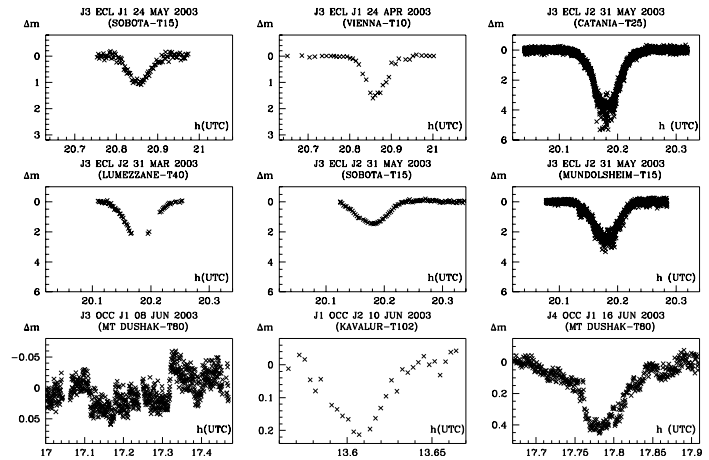 J3 ECL J1 24 MAY 2003
(SOBOTA-T15)
Δm
0
1
2
3
h(UTC)
20.7 20.8 20.9 21
J3 ECL J1 24 APR 2003
(VIENNA-T10)
Δm
0
1
2
3
h(UTC)
20.7 20.8 20.9 21
J3 ECL J2 31 MAY 2003
(CATANIA-T25)
Δm
0
2
4
6
h(UTC)
20.1 20.2 20.3
J3 ECL J2 31 MAR 2003
(LUMEZZANE-T40)
Δm
0
2
4
6
h(UTC)
20.1 20.2 20.3
J3 ECL J2 31 MAY 2003
(SOBOTA-T15)
Δm
0
2
4
6
h(UTC)
20.1 20.2 20.3
J3 ECL J2 31 MAY 2003
(MUNDOLSHEIM-T15)
Δm
0
2
4
6
h (UTC)
20.1 20.2 20.3
J3 OCC J1 08 JUN 2003
(MT DUSHAK-T80)
Δm
-0.05
0
0.05
h(UTC)
17 17.1 17.2 17.3 17.4
J1 OCC J2 10 JUN 2003
(KAVALUR-T102)
Δm
0
0.1
0.2
h (UTC)
13.6 13.65
J4 OCC J1 16 JUN 2003
(MT DUSHAK-T80)
Δm
0
0.2
0.4
h (UTC)
17.7 17.75 17.8 17.85 17.9